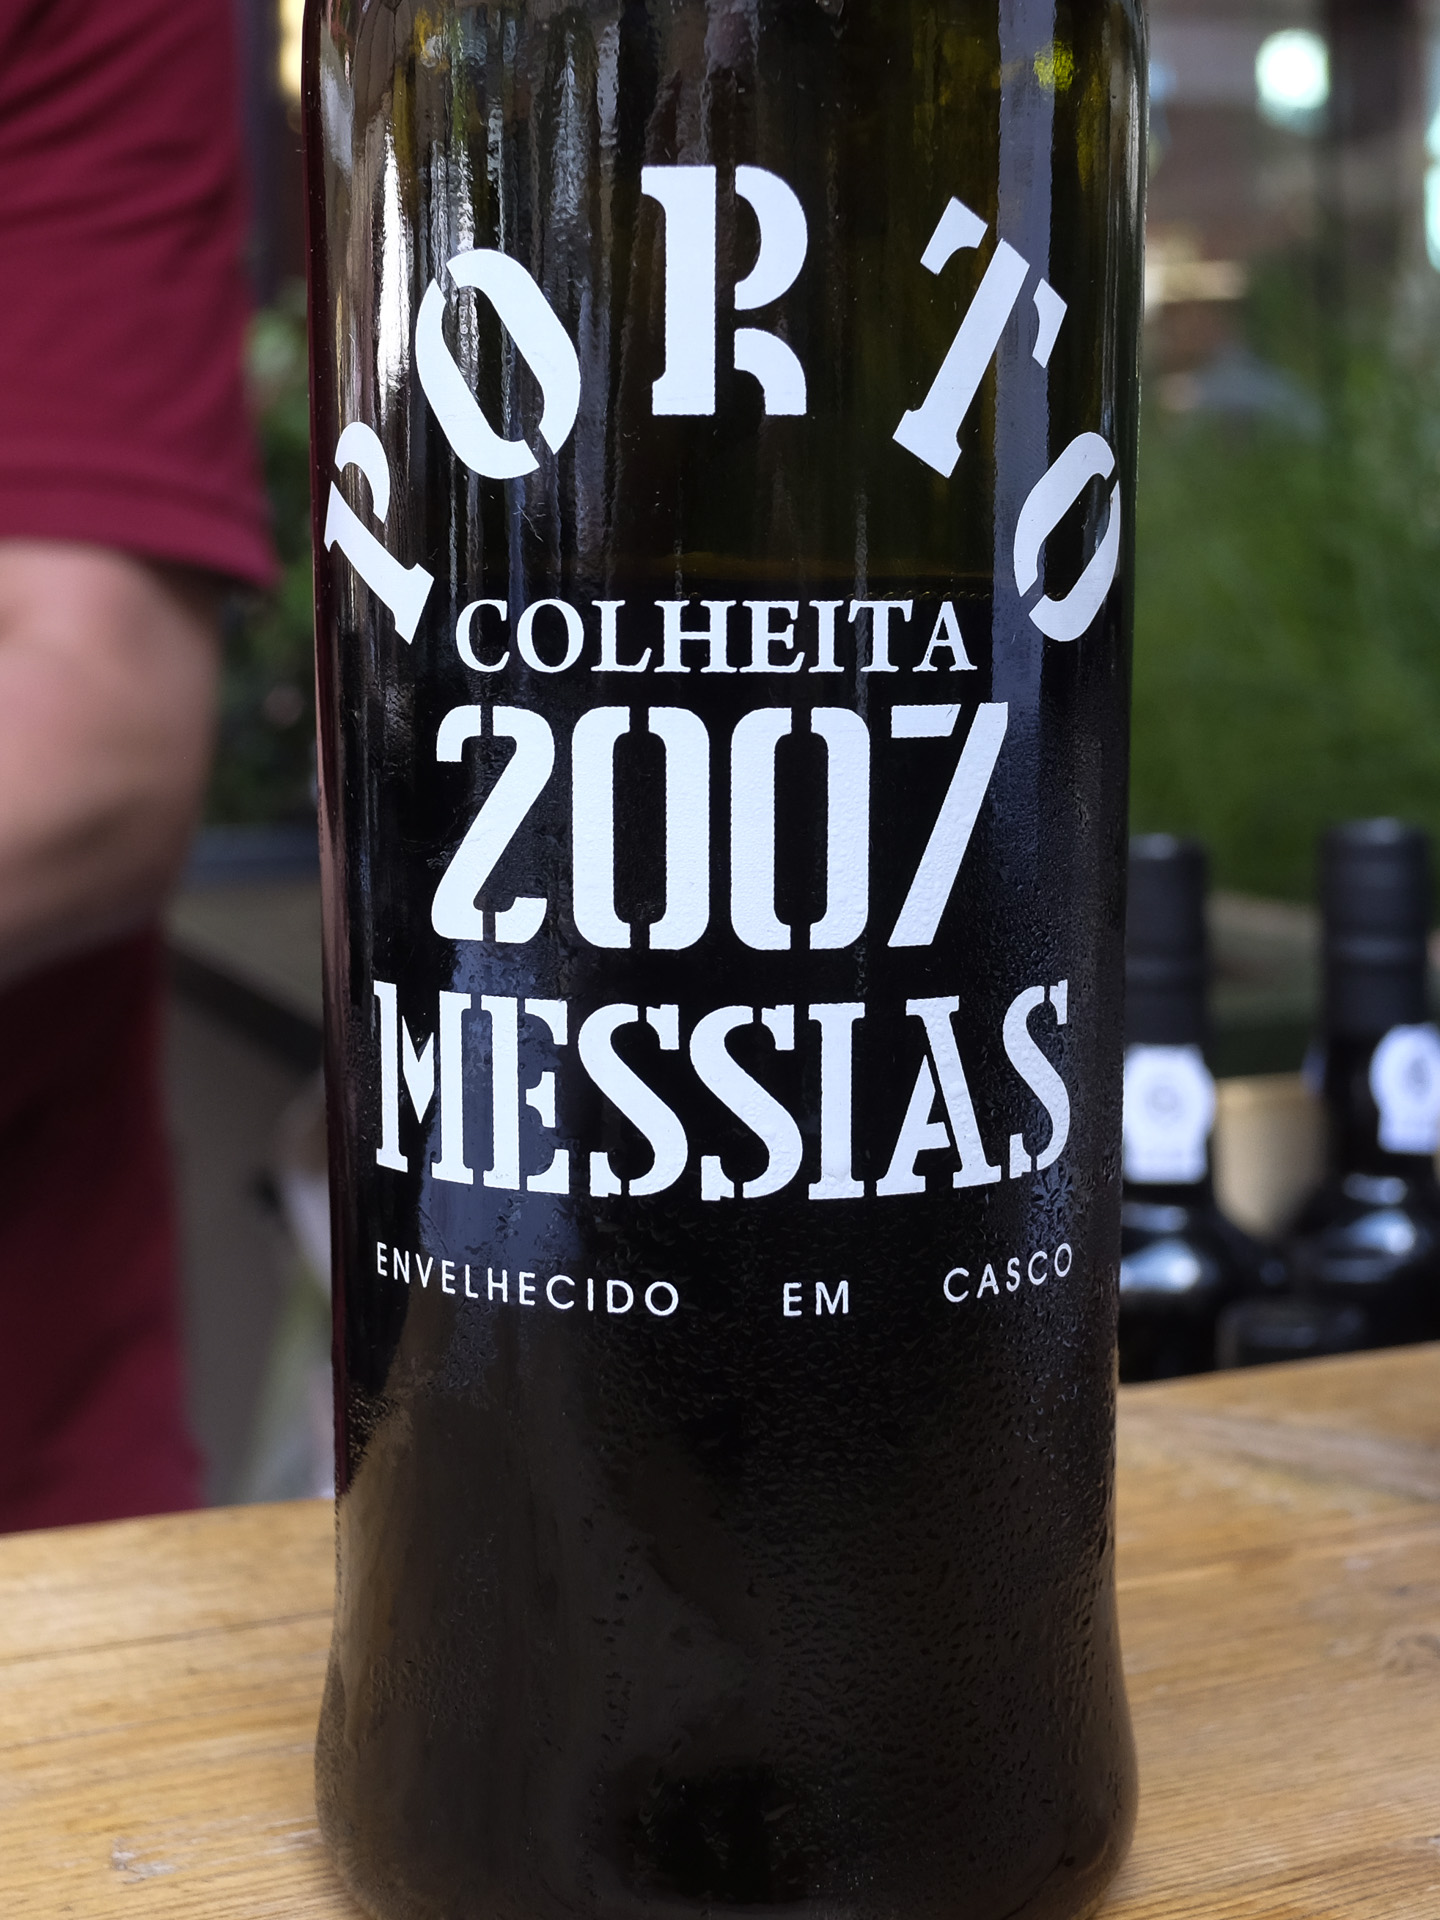 PORTO
COLHEITA
2007
MESSIAS
ENVELHECIDO EM CASCO